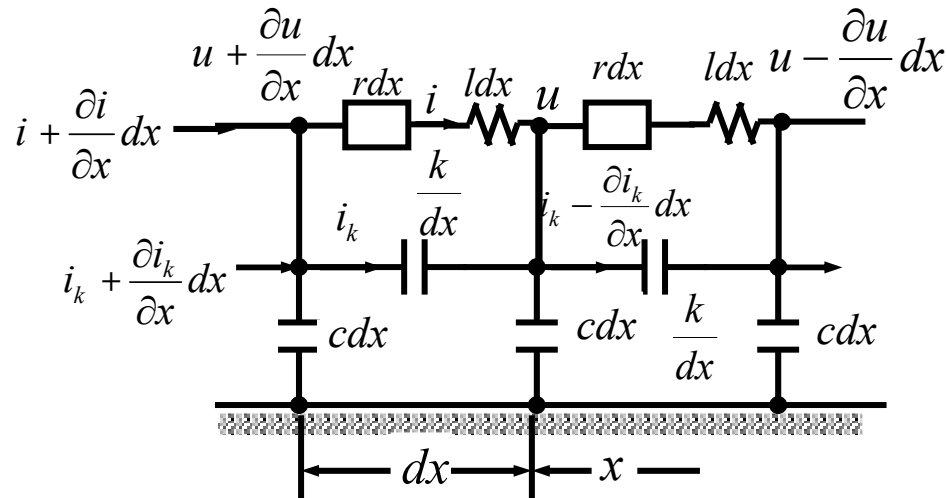 u + ∂u/∂x dx
rdx
i
ldx
u
rdx
ldx
u − ∂u/∂x dx
i + ∂i/∂x dx
i_k
k/dx
i_k − ∂i_k/∂x dx
i_k + ∂i_k/∂x dx
cdx
cdx
k/dx
cdx
dx
x